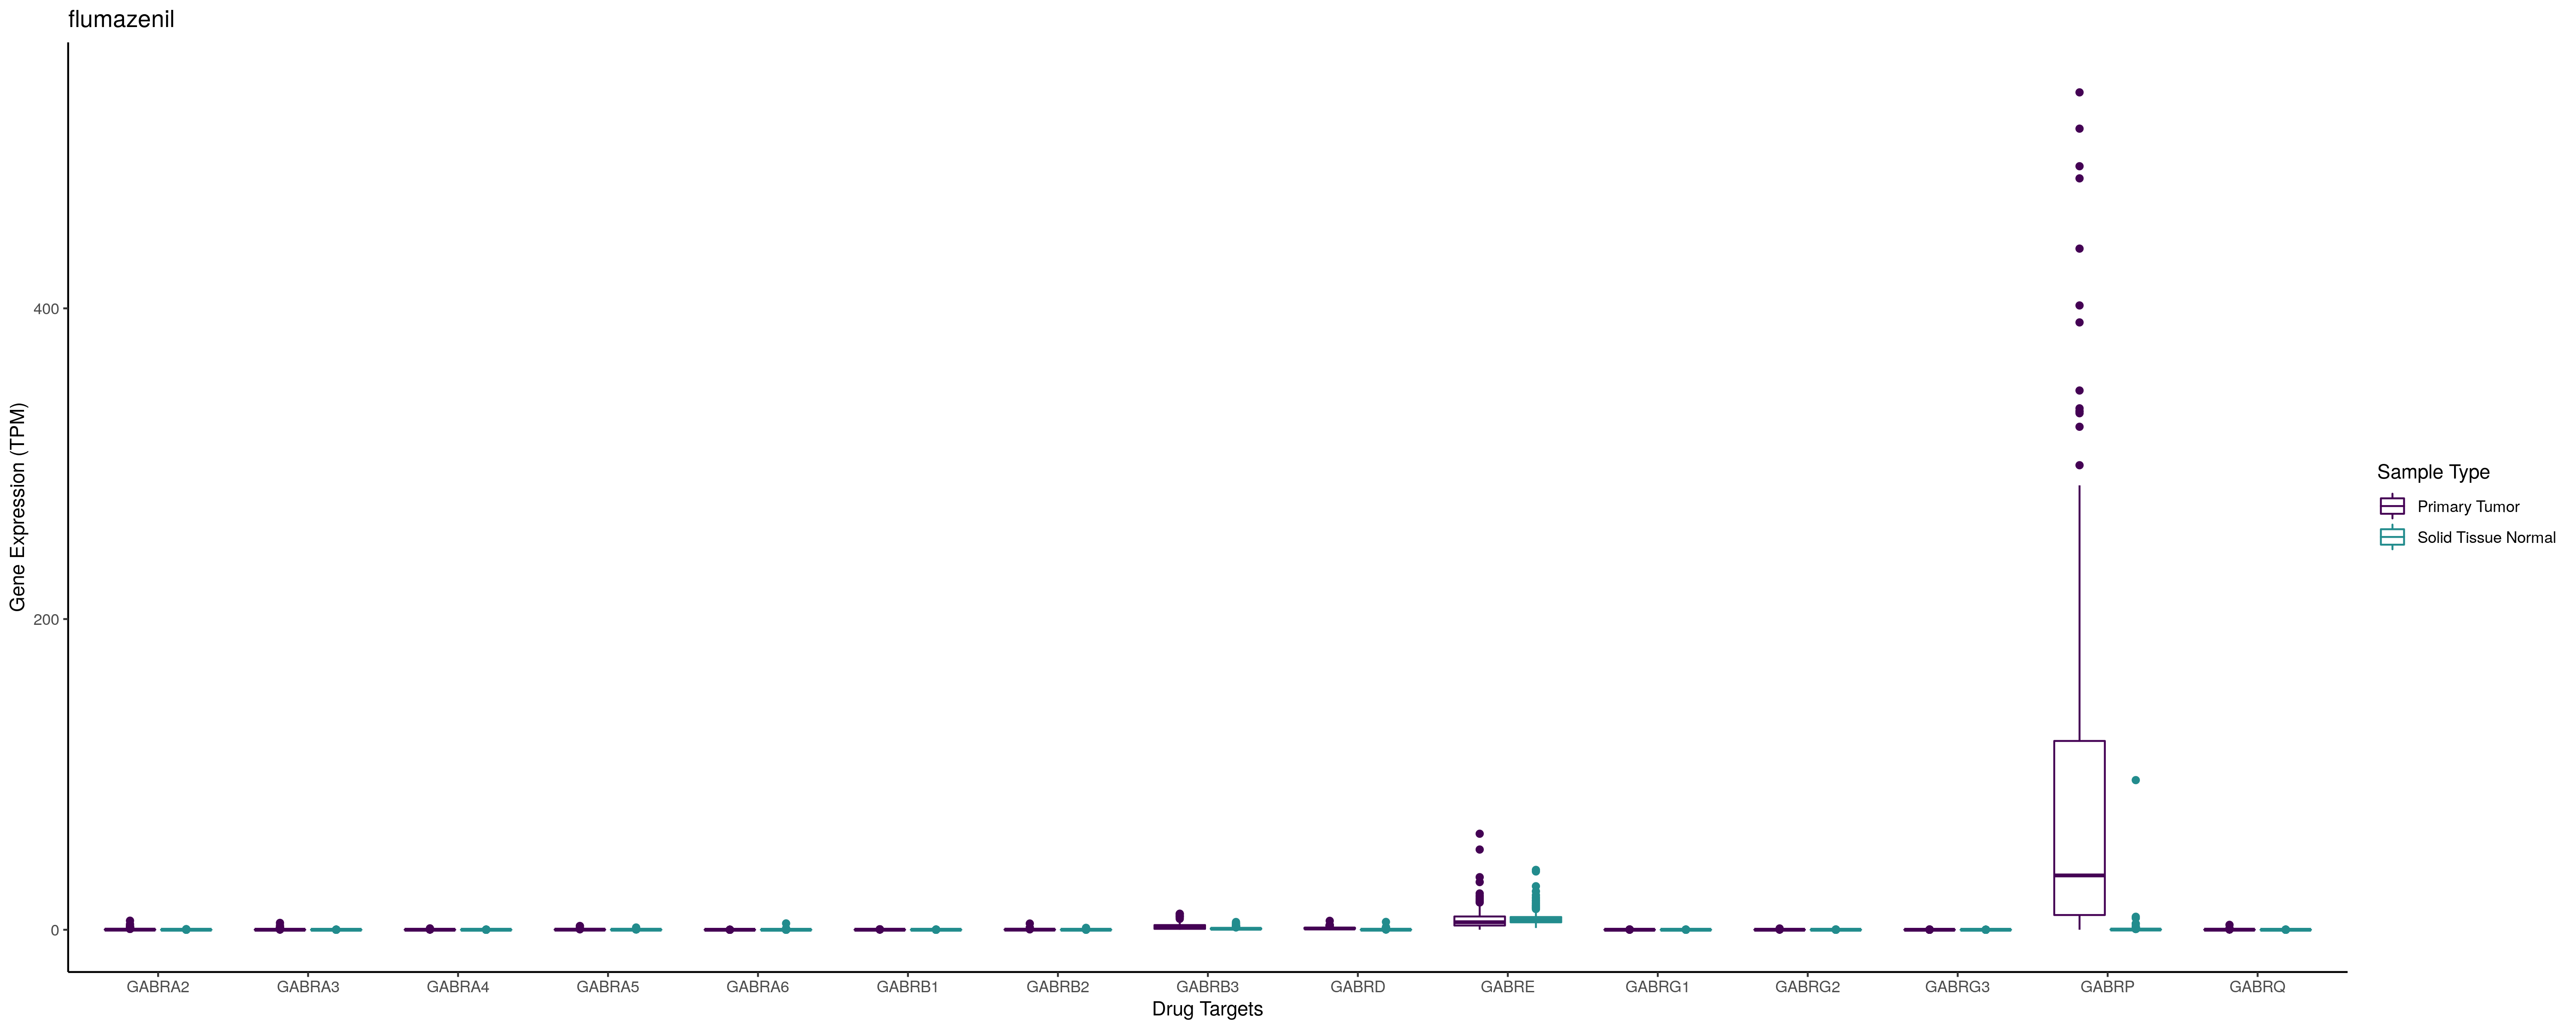 flumazenil
Gene Expression (TPM)
400
200
0
GABRA2 GABRA3 GABRA4 GABRA5 GABRA6 GABRB1 GABRB2 GABRB3 GABRD GABRE GABRG1 GABRG2 GABRG3 GABRP GABRQ
Drug Targets
Sample Type
Primary Tumor
Solid Tissue Normal